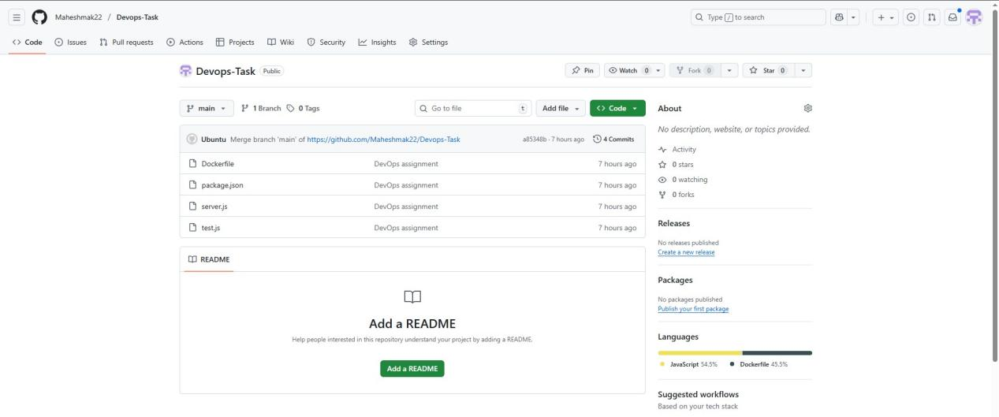 Maheshmak22 / Devops-Task
Type / to search
Code Issues Pull requests Actions Projects Wiki Security Insights Settings
Devops-Task Public
Pin Watch 0 Fork 0 Star 0
main 1 Branch 0 Tags Go to file t Add file Code
Ubuntu Merge branch 'main' of https://github.com/Maheshmak22/Devops-Task a85348b · 7 hours ago 4 Commits
Dockerfile DevOps assignment 7 hours ago
package.json DevOps assignment 7 hours ago
server.js DevOps assignment 7 hours ago
test.js DevOps assignment 7 hours ago
README
Add a README
Help people interested in this repository understand your project by adding a README.
Add a README
About
No description, website, or topics provided.
Activity
0 stars
0 watching
0 forks
Releases
No releases published
Create a new release
Packages
No packages published
Publish your first package
Languages
JavaScript 54.5% Dockerfile 45.5%
Suggested workflows
Based on your tech stack